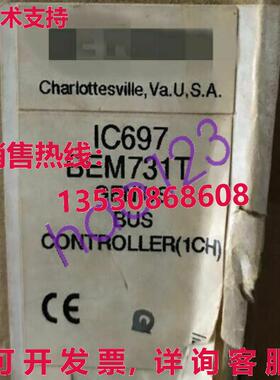 术支持：
Charlottesville, Va. U, S.A.
IC697
销售热线：
BEM731T
13530868608
BUS
CONTROLLER(1CH)
CE
Q
可开发票，详询客服